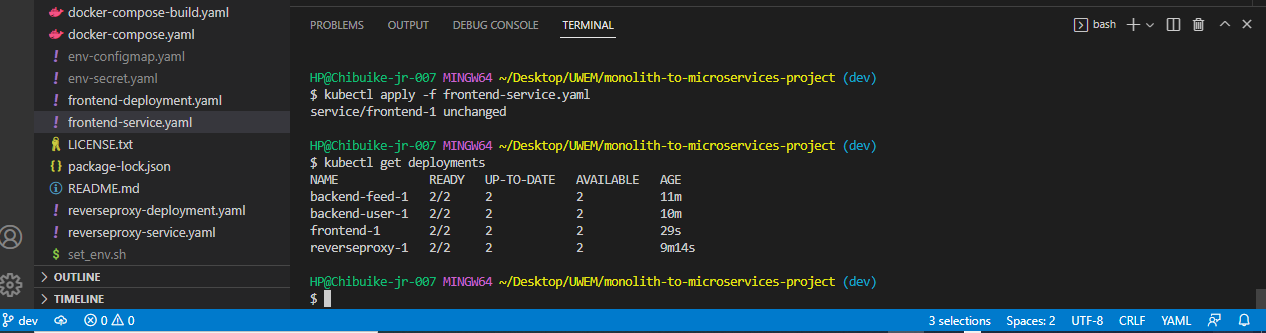 docker-compose-build.yaml
docker-compose.yaml
env-configmap.yaml
env-secret.yaml
frontend-deployment.yaml
frontend-service.yaml
LICENSE.txt
package-lock.json
README.md
reverseproxy-deployment.yaml
reverseproxy-service.yaml
set_env.sh
OUTLINE
TIMELINE
PROBLEMS OUTPUT DEBUG CONSOLE TERMINAL bash
HP@Chibuike-jr-007 MINGW64 ~/Desktop/UWEM/monolith-to-microservices-project (dev)
$ kubectl apply -f frontend-service.yaml
service/frontend-1 unchanged
HP@Chibuike-jr-007 MINGW64 ~/Desktop/UWEM/monolith-to-microservices-project (dev)
$ kubectl get deployments
NAME READY UP-TO-DATE AVAILABLE AGE
backend-feed-1 2/2 2 2 11m
backend-user-1 2/2 2 2 10m
frontend-1 2/2 2 2 29s
reverseproxy-1 2/2 2 2 9m14s
HP@Chibuike-jr-007 MINGW64 ~/Desktop/UWEM/monolith-to-microservices-project (dev)
$
dev 0 0 3 selections Spaces: 2 UTF-8 CRLF YAML